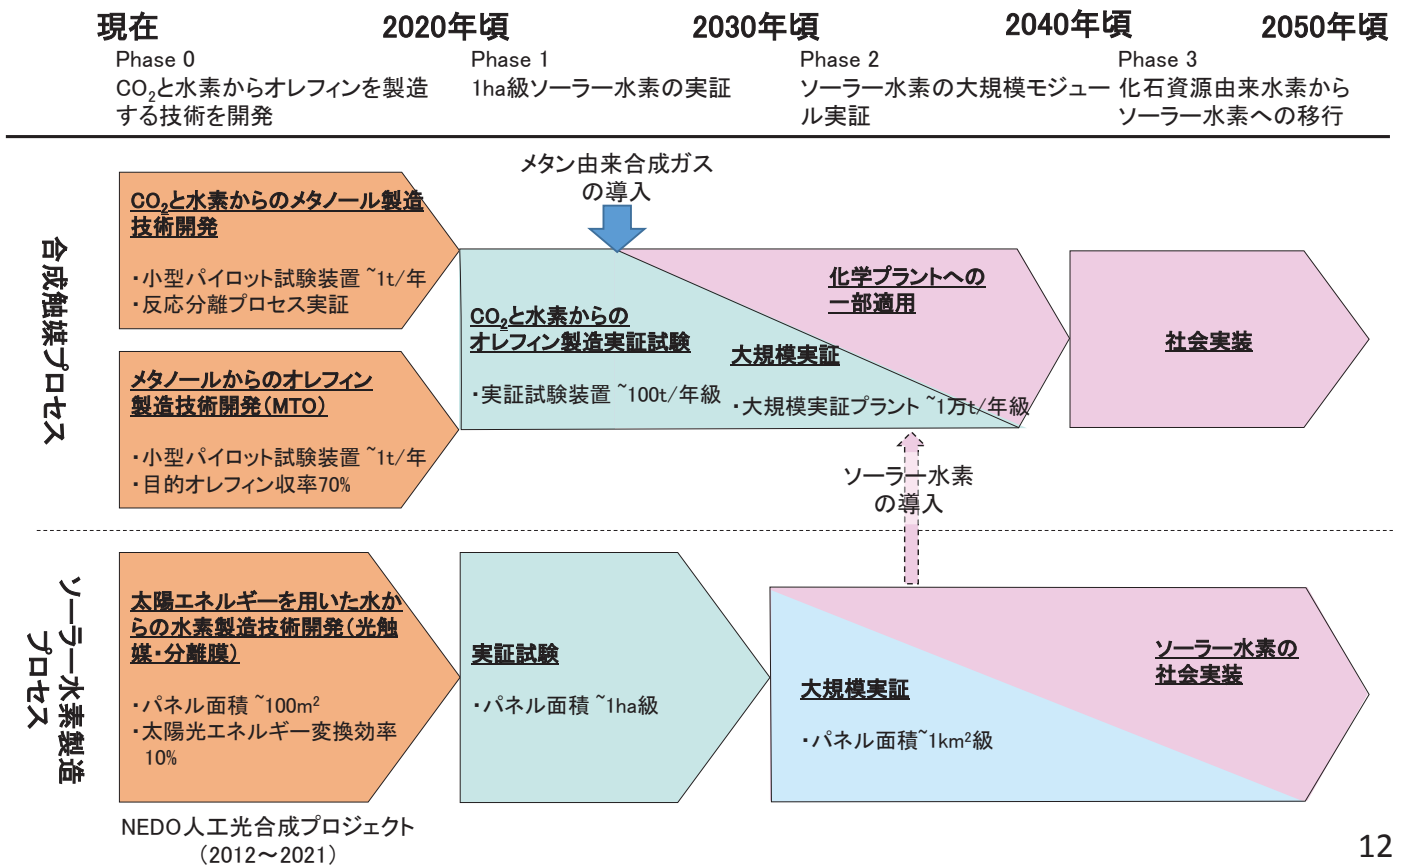 現在
2020年頃
2030年頃
2040年頃
2050年頃
Phase 0
CO₂と水素からオレフィンを製造
する技術を開発
Phase 1
1ha級ソーラー水素の実証
Phase 2
ソーラー水素の大規模モジュー
ル実証
Phase 3
化石資源由来水素から
ソーラー水素への移行
合成触媒プロセス
CO₂と水素からのメタノール製造
技術開発
・小型パイロット試験装置 ~1t/年
・反応分離プロセス実証
メタノールからのオレフィン
製造技術開発(MTO)
・小型パイロット試験装置 ~1t/年
・目的オレフィン収率70%
メタン由来合成ガス
の導入
CO₂と水素からの
オレフィン製造実証試験
・実証試験装置 ~100t/年級
大規模実証
・大規模実証プラント ~1万t/年級
化学プラントへの
一部適用
社会実装
ソーラー水素
の導入
ソーラー水素製造
プロセス
太陽エネルギーを用いた水か
らの水素製造技術開発(光触
媒・分離膜)
・パネル面積 ~100m²
・太陽光エネルギー変換効率
10%
実証試験
・パネル面積 ~1ha級
大規模実証
・パネル面積~1km²級
ソーラー水素の
社会実装
NEDO人工光合成プロジェクト
(2012～2021)
12